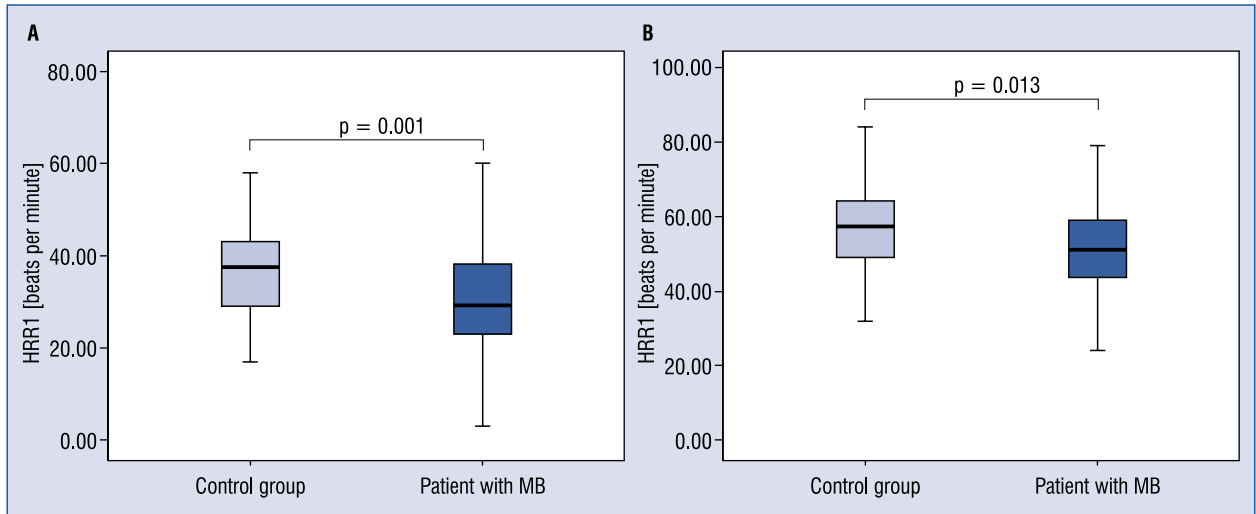 A
HRR1 [beats per minute]
80.00
60.00
40.00
20.00
0.00
p = 0.001
Control group
Patient with MB
B
HRR1 [beats per minute]
100.00
80.00
60.00
40.00
20.00
0.00
p = 0.013
Control group
Patient with MB